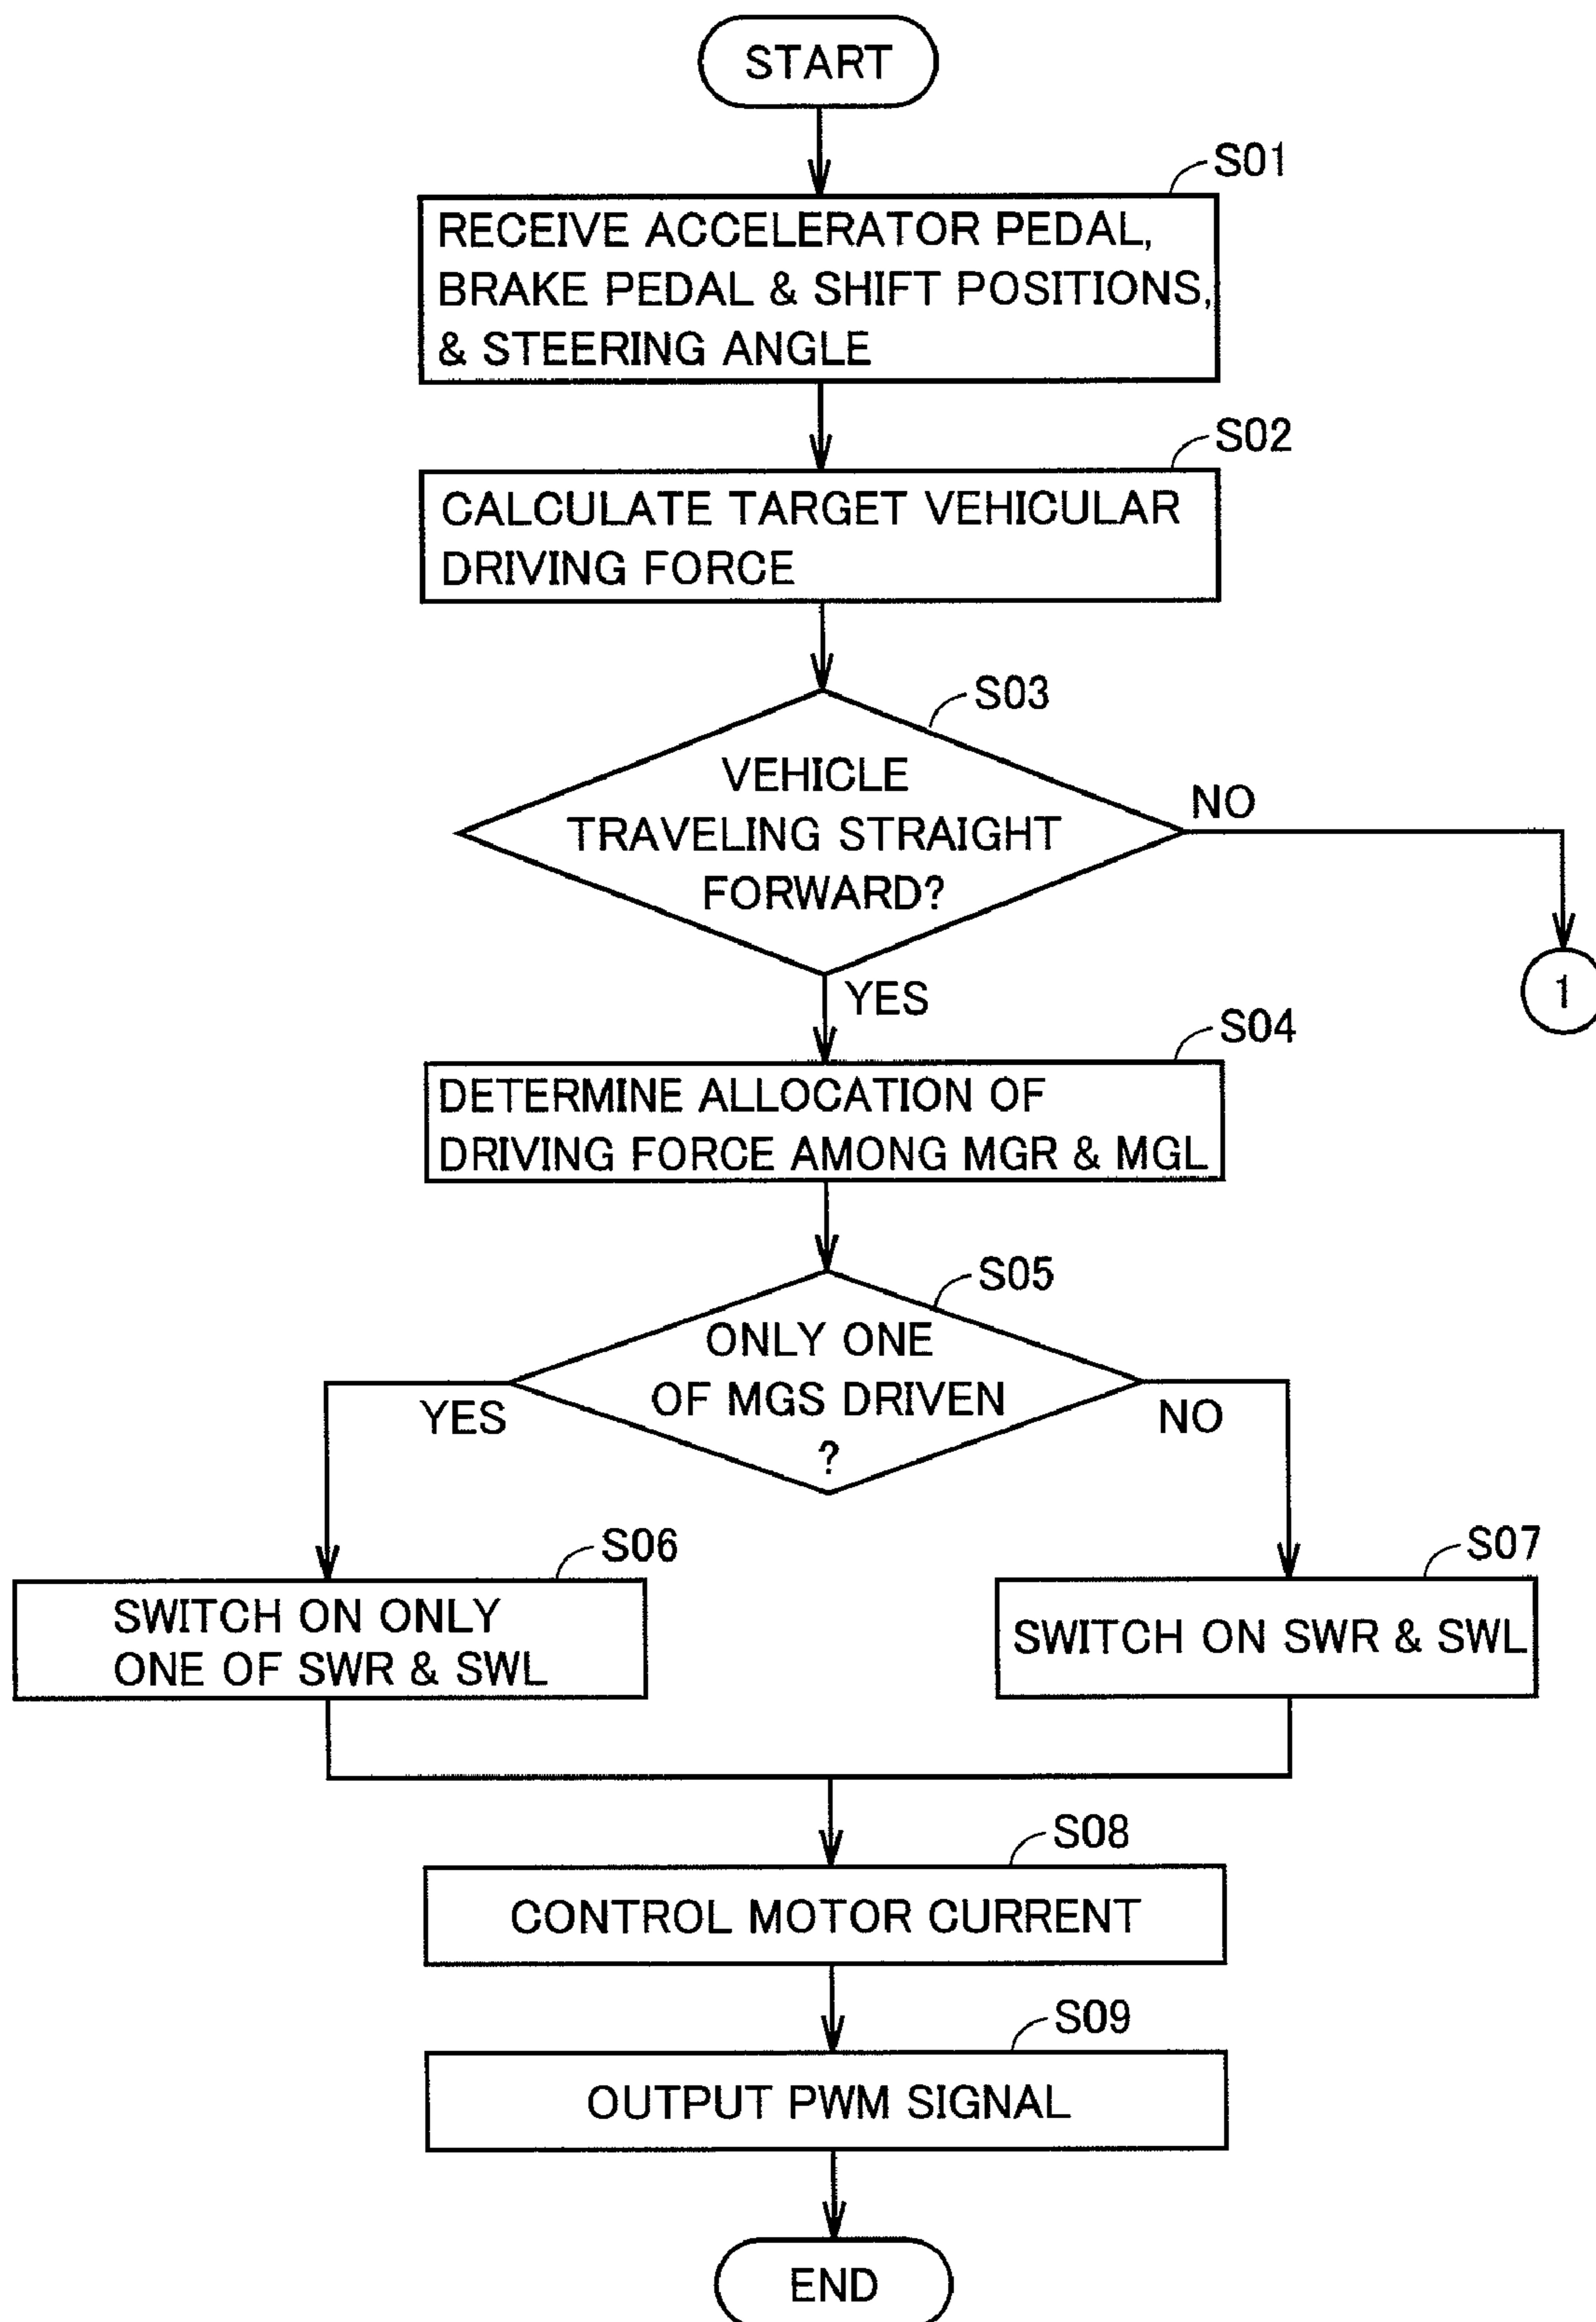 START
S01
RECEIVE ACCELERATOR PEDAL,
BRAKE PEDAL & SHIFT POSITIONS,
& STEERING ANGLE
S02
CALCULATE TARGET VEHICULAR
DRIVING FORCE
S03
VEHICLE
TRAVELING STRAIGHT
FORWARD?
NO
1
YES
S04
DETERMINE ALLOCATION OF
DRIVING FORCE AMONG MGR & MGL
S05
ONLY ONE
OF MGS DRIVEN
?
YES
NO
S06
SWITCH ON ONLY
ONE OF SWR & SWL
S07
SWITCH ON SWR & SWL
S08
CONTROL MOTOR CURRENT
S09
OUTPUT PWM SIGNAL
END